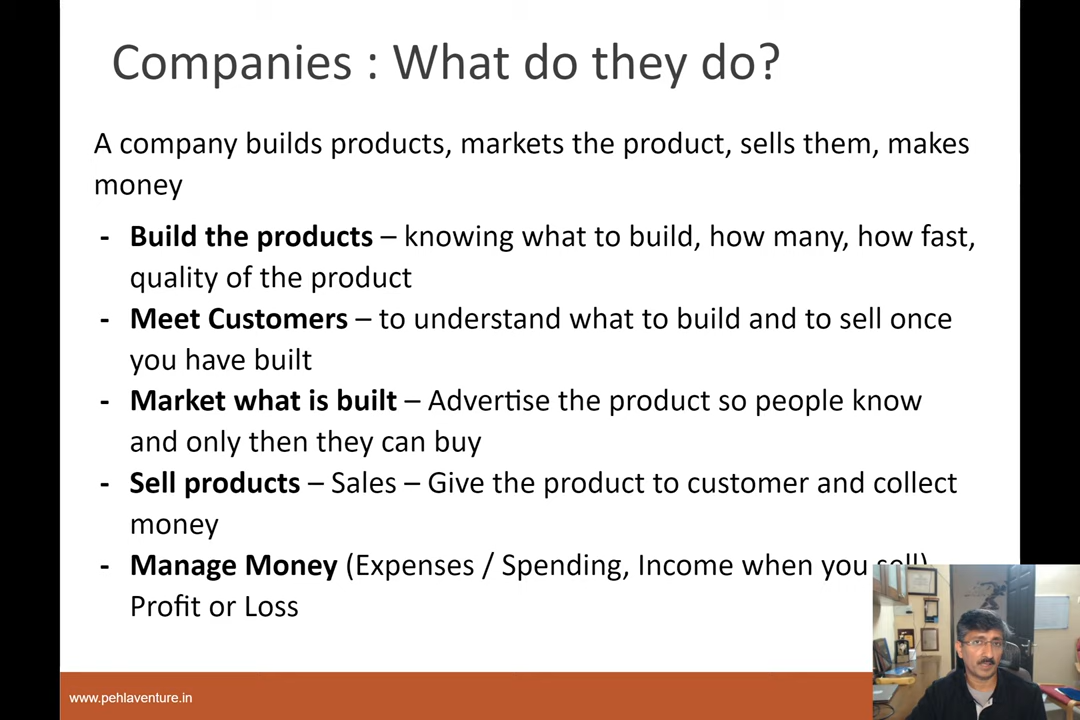 Companies : What do they do?
A company builds products, markets the product, sells them, makes
money
- Build the products – knowing what to build, how many, how fast,
quality of the product
- Meet Customers – to understand what to build and to sell once
you have built
- Market what is built – Advertise the product so people know
and only then they can buy
- Sell products – Sales – Give the product to customer and collect
money
- Manage Money (Expenses / Spending, Income when you sell)
Profit or Loss
www.pehlaventure.in